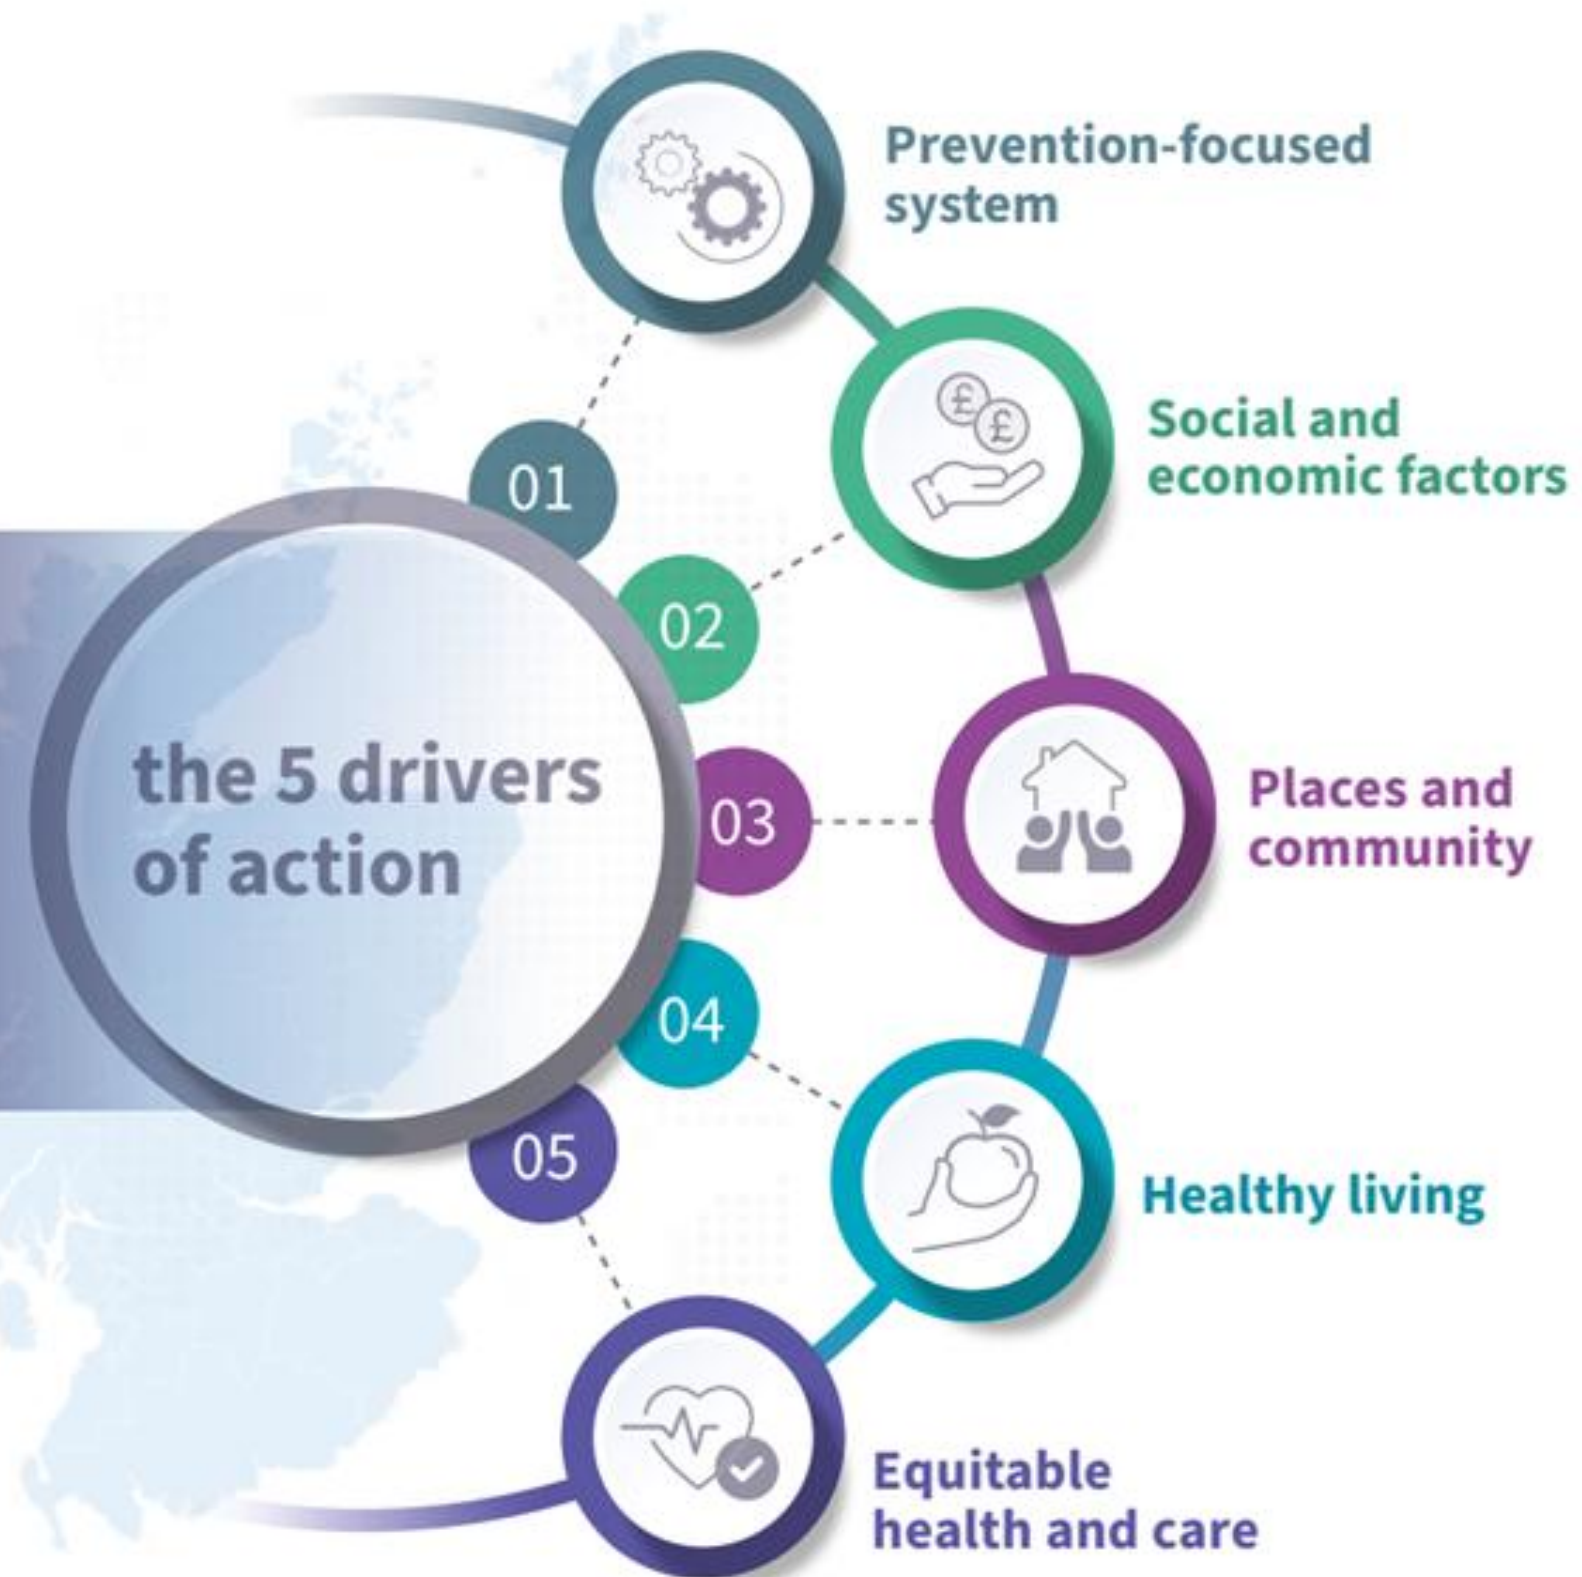 the 5 drivers
of action
01
Prevention-focused
system
02
Social and
economic factors
£
£
03
Places and
community
04
Healthy living
05
Equitable
health and care